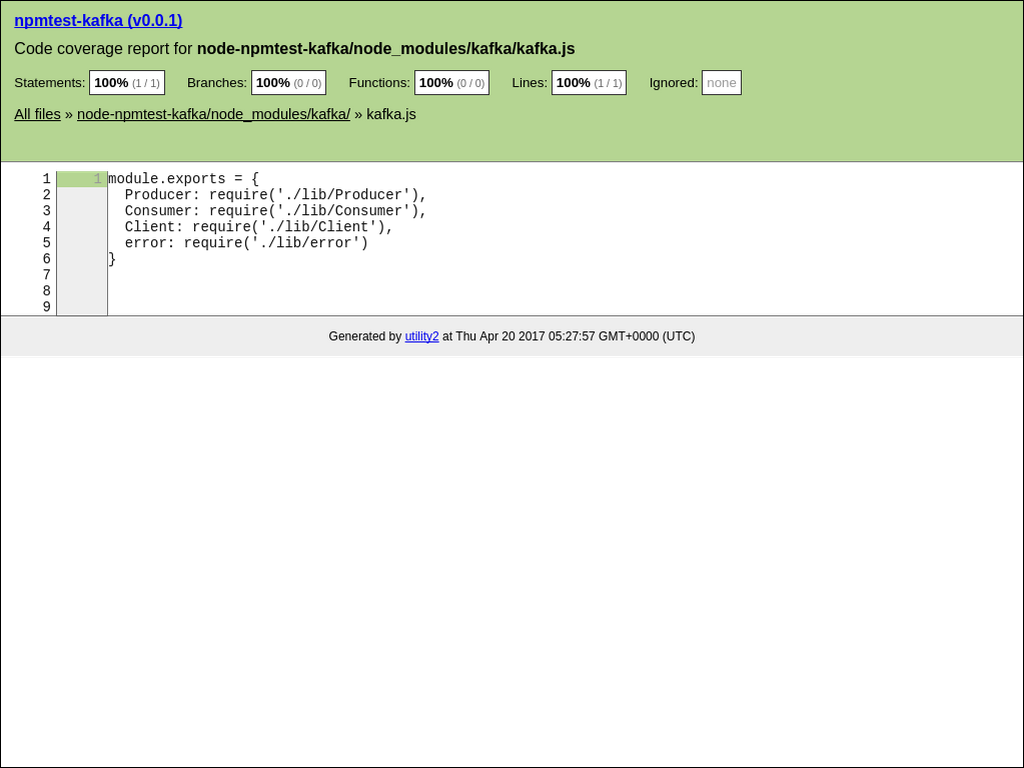 npmtest-kafka (v0.0.1)
Code coverage report for node-npmtest-kafka/node_modules/kafka/kafka.js
Statements: 100% (1 / 1) Branches: 100% (0 / 0) Functions: 100% (0 / 0) Lines: 100% (1 / 1) Ignored: none
All files » node-npmtest-kafka/node_modules/kafka/ » kafka.js
1 1 module.exports = {
2 Producer: require('./lib/Producer'),
3 Consumer: require('./lib/Consumer'),
4 Client: require('./lib/Client'),
5 error: require('./lib/error')
6 }
7
8
9
Generated by utility2 at Thu Apr 20 2017 05:27:57 GMT+0000 (UTC)